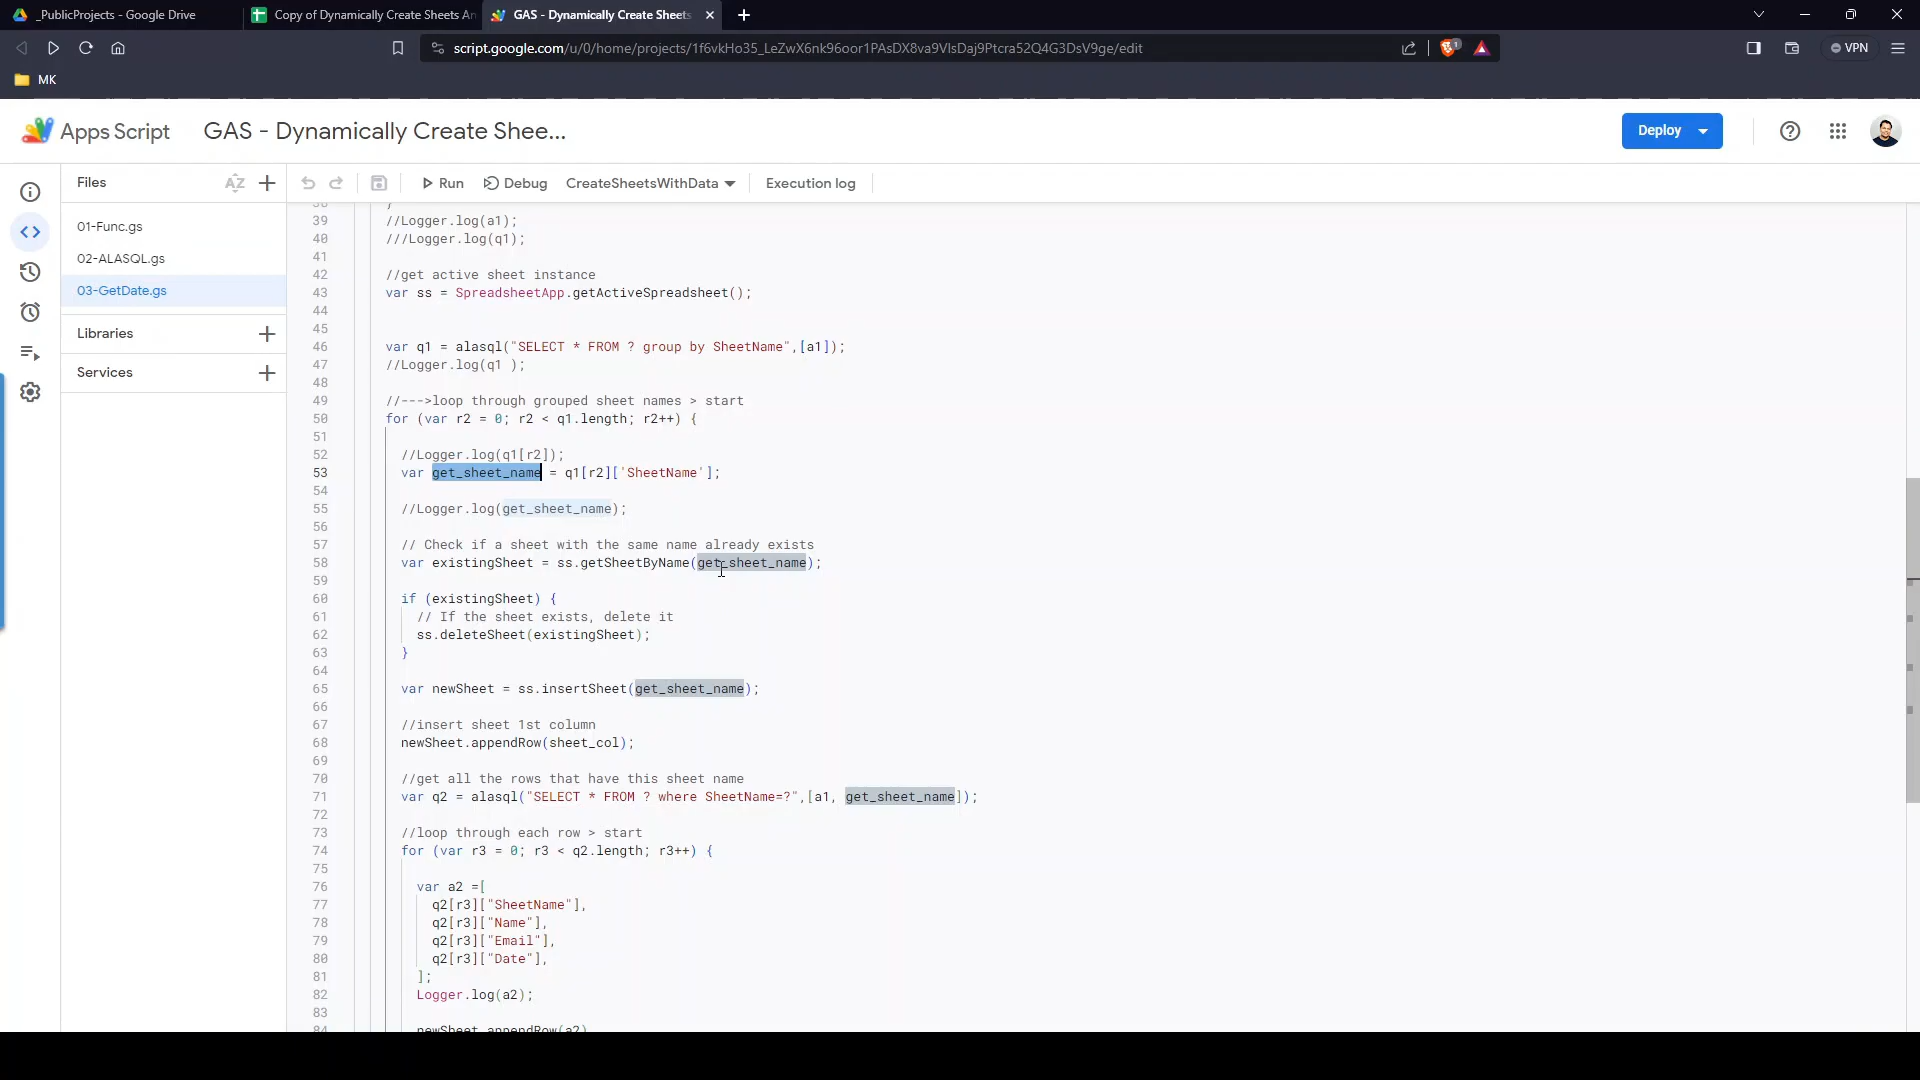 _PublicProjects - Google Drive
Copy of Dynamically Create Sheets An
GAS - Dynamically Create Sheets
script.google.com/u/0/home/projects/1f6vkHo35_LeZwX6nk96oor1PAsDX8va9VIsDaj9Ptcra52Q4G3DsV9ge/edit
1
VPN
MK
Apps Script
GAS - Dynamically Create Shee...
Deploy
Files
AZ
Run
Debug
CreateSheetsWithData
Execution log
01-Func.gs
02-ALASQL.gs
03-GetDate.gs
Libraries
Services
38 }
39 //Logger.log(a1);
40 ///Logger.log(q1);
41
42 //get active sheet instance
43 var ss = SpreadsheetApp.getActiveSpreadsheet();
44
45
46 var q1 = alasql("SELECT * FROM ? group by SheetName",[a1]);
47 //Logger.log(q1 );
48
49 //--->loop through grouped sheet names > start
50 for (var r2 = 0; r2 < q1.length; r2++) {
51
52 //Logger.log(q1[r2]);
53 var get_sheet_name = q1[r2]['SheetName'];
54
55 //Logger.log(get_sheet_name);
56
57 // Check if a sheet with the same name already exists
58 var existingSheet = ss.getSheetByName(get_sheet_name);
59
60 if (existingSheet) {
61 // If the sheet exists, delete it
62 ss.deleteSheet(existingSheet);
63 }
64
65 var newSheet = ss.insertSheet(get_sheet_name);
66
67 //insert sheet 1st column
68 newSheet.appendRow(sheet_col);
69
70 //get all the rows that have this sheet name
71 var q2 = alasql("SELECT * FROM ? where SheetName=?",[a1, get_sheet_name]);
72
73 //loop through each row > start
74 for (var r3 = 0; r3 < q2.length; r3++) {
75
76 var a2 =[
77 q2[r3]["SheetName"],
78 q2[r3]["Name"],
79 q2[r3]["Email"],
80 q2[r3]["Date"],
81 ];
82 Logger.log(a2);
83
84 newSheet.appendRow(a2)